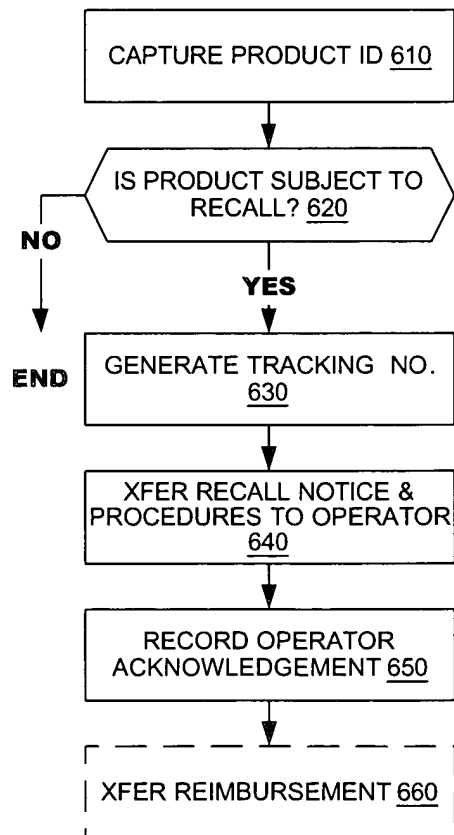 CAPTURE PRODUCT ID 610
IS PRODUCT SUBJECT TO
RECALL? 620
NO
YES
END
GENERATE TRACKING NO.
630
XFER RECALL NOTICE &
PROCEDURES TO OPERATOR
640
RECORD OPERATOR
ACKNOWLEDGEMENT 650
XFER REIMBURSEMENT 660